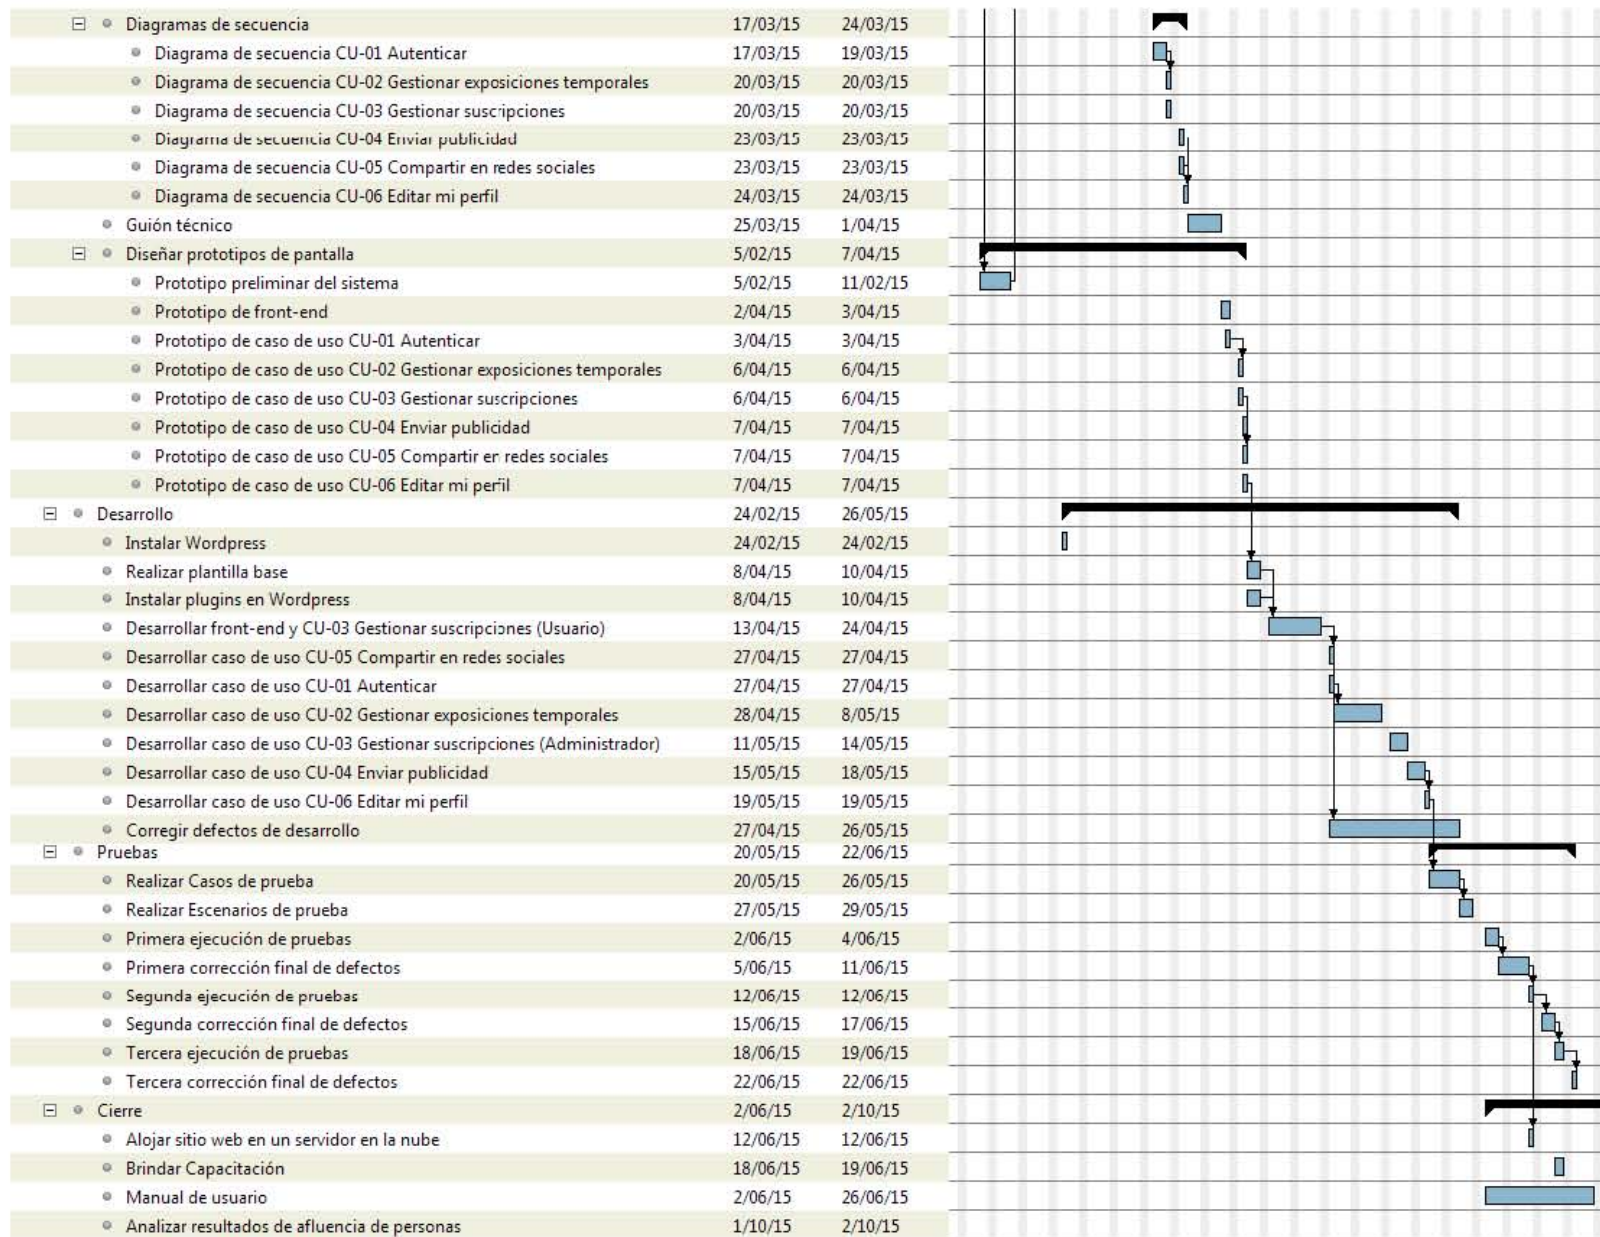 Diagramas de secuencia 17/03/15 24/03/15
Diagrama de secuencia CU-01 Autenticar 17/03/15 19/03/15
Diagrama de secuencia CU-02 Gestionar exposiciones temporales 20/03/15 20/03/15
Diagrama de secuencia CU-03 Gestionar suscripciones 20/03/15 20/03/15
Diagrama de secuencia CU-04 Enviar publicidad 23/03/15 23/03/15
Diagrama de secuencia CU-05 Compartir en redes sociales 23/03/15 23/03/15
Diagrama de secuencia CU-06 Editar mi perfil 24/03/15 24/03/15
Guión técnico 25/03/15 1/04/15
Diseñar prototipos de pantalla 5/02/15 7/04/15
Prototipo preliminar del sistema 5/02/15 11/02/15
Prototipo de front-end 2/04/15 3/04/15
Prototipo de caso de uso CU-01 Autenticar 3/04/15 3/04/15
Prototipo de caso de uso CU-02 Gestionar exposiciones temporales 6/04/15 6/04/15
Prototipo de caso de uso CU-03 Gestionar suscripciones 6/04/15 6/04/15
Prototipo de caso de uso CU-04 Enviar publicidad 7/04/15 7/04/15
Prototipo de caso de uso CU-05 Compartir en redes sociales 7/04/15 7/04/15
Prototipo de caso de uso CU-06 Editar mi perfil 7/04/15 7/04/15
Desarrollo 24/02/15 26/05/15
Instalar Wordpress 24/02/15 24/02/15
Realizar plantilla base 8/04/15 10/04/15
Instalar plugins en Wordpress 8/04/15 10/04/15
Desarrollar front-end y CU-03 Gestionar suscripciones (Usuario) 13/04/15 24/04/15
Desarrollar caso de uso CU-05 Compartir en redes sociales 27/04/15 27/04/15
Desarrollar caso de uso CU-01 Autenticar 27/04/15 27/04/15
Desarrollar caso de uso CU-02 Gestionar exposiciones temporales 28/04/15 8/05/15
Desarrollar caso de uso CU-03 Gestionar suscripciones (Administrador) 11/05/15 14/05/15
Desarrollar caso de uso CU-04 Enviar publicidad 15/05/15 18/05/15
Desarrollar caso de uso CU-06 Editar mi perfil 19/05/15 19/05/15
Corregir defectos de desarrollo 27/04/15 26/05/15
Pruebas 20/05/15 22/06/15
Realizar Casos de prueba 20/05/15 26/05/15
Realizar Escenarios de prueba 27/05/15 29/05/15
Primera ejecución de pruebas 2/06/15 4/06/15
Primera corrección final de defectos 5/06/15 11/06/15
Segunda ejecución de pruebas 12/06/15 12/06/15
Segunda corrección final de defectos 15/06/15 17/06/15
Tercera ejecución de pruebas 18/06/15 19/06/15
Tercera corrección final de defectos 22/06/15 22/06/15
Cierre 2/06/15 2/10/15
Alojar sitio web en un servidor en la nube 12/06/15 12/06/15
Brindar Capacitación 18/06/15 19/06/15
Manual de usuario 2/06/15 26/06/15
Analizar resultados de afluencia de personas 1/10/15 2/10/15